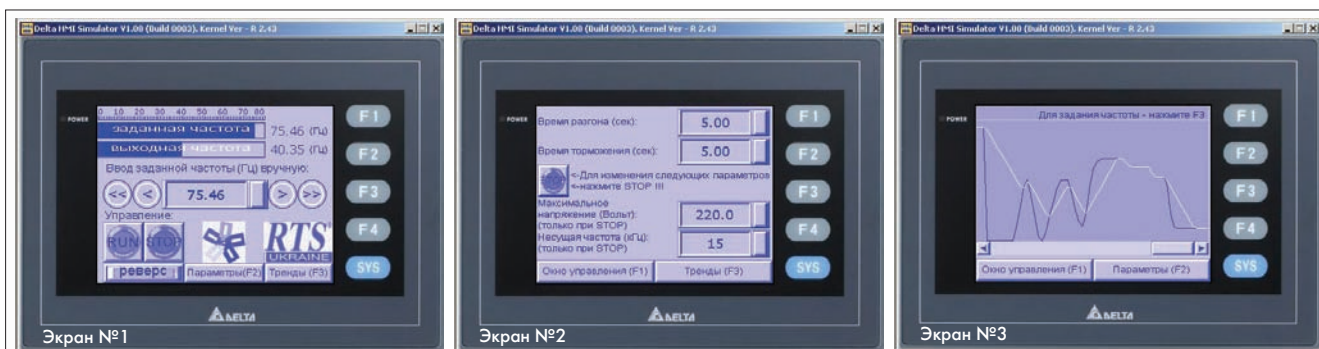 Delta HMI Simulator V1.00 (Build 0003), Kernel Ver - R 2.43
POWER
0 10 20 30 40 50 60 70 80
заданная частота 75.46 (Гц)
выходная частота 40.35 (Гц)
Ввод заданной частоты (Гц) вручную:
<< < 75.46 > >>
Управление:
RUN STOP
RTS
UKRAINE
реверс Параметры(F2) Тренды (F3)
F1
F2
F3
F4
SYS
DELTA
Экран №1
Delta HMI Simulator V1.00 (Build 0003), Kernel Ver - R 2.43
POWER
Время разгона (сек): 5.00
Время торможения (сек): 5.00
<-Для изменения следующих параметров
<-нажмите STOP !!!
Максимальное
напряжение (Вольт): 220.0
(только при STOP)
Несущая частота (кГц): 15
(только при STOP)
Окно управления (F1) Тренды (F3)
F1
F2
F3
F4
SYS
DELTA
Экран №2
Delta HMI Simulator V1.00 (Build 0003), Kernel Ver - R 2.43
POWER
Для задания частоты - нажмите F3
Окно управления (F1) Параметры (F2)
F1
F2
F3
F4
SYS
DELTA
Экран №3